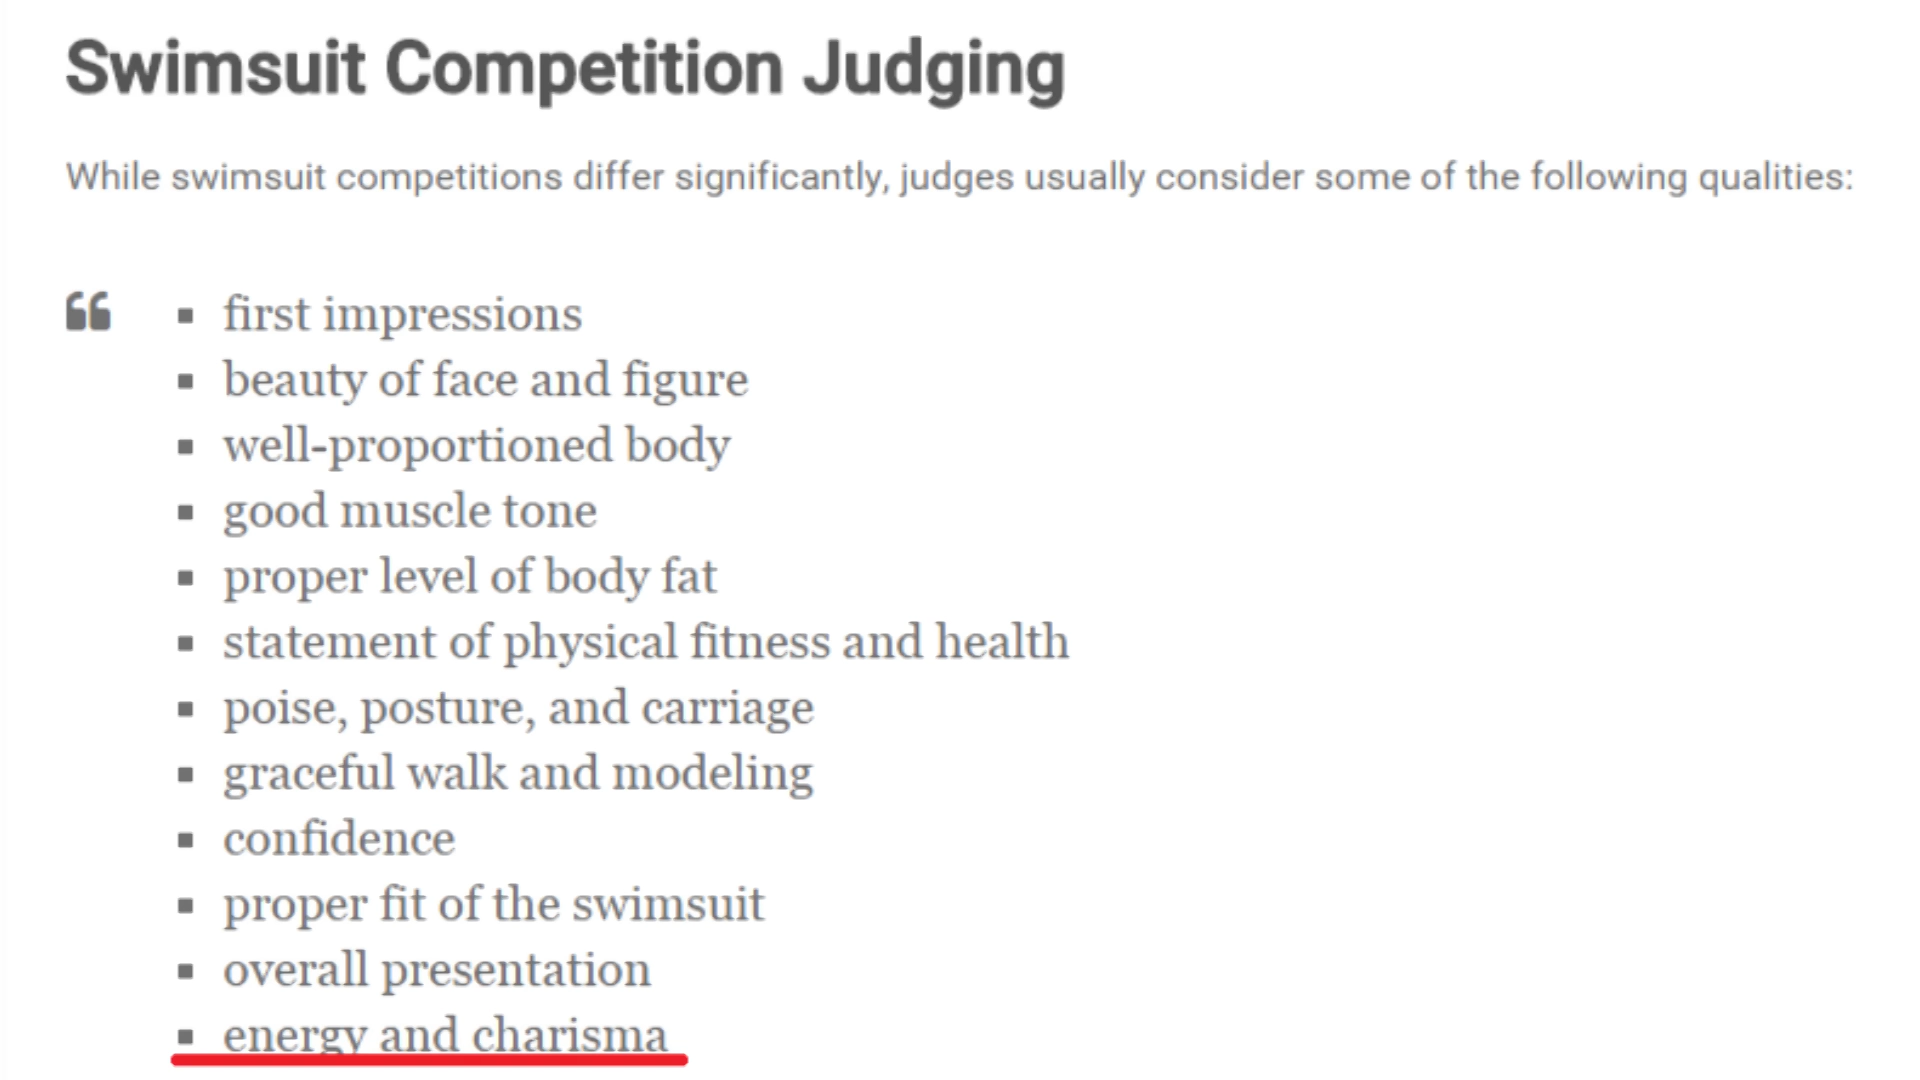 Swimsuit Competition Judging
While swimsuit competitions differ significantly, judges usually consider some of the following qualities:
“
▪ first impressions
▪ beauty of face and figure
▪ well-proportioned body
▪ good muscle tone
▪ proper level of body fat
▪ statement of physical fitness and health
▪ poise, posture, and carriage
▪ graceful walk and modeling
▪ confidence
▪ proper fit of the swimsuit
▪ overall presentation
▪ energy and charisma